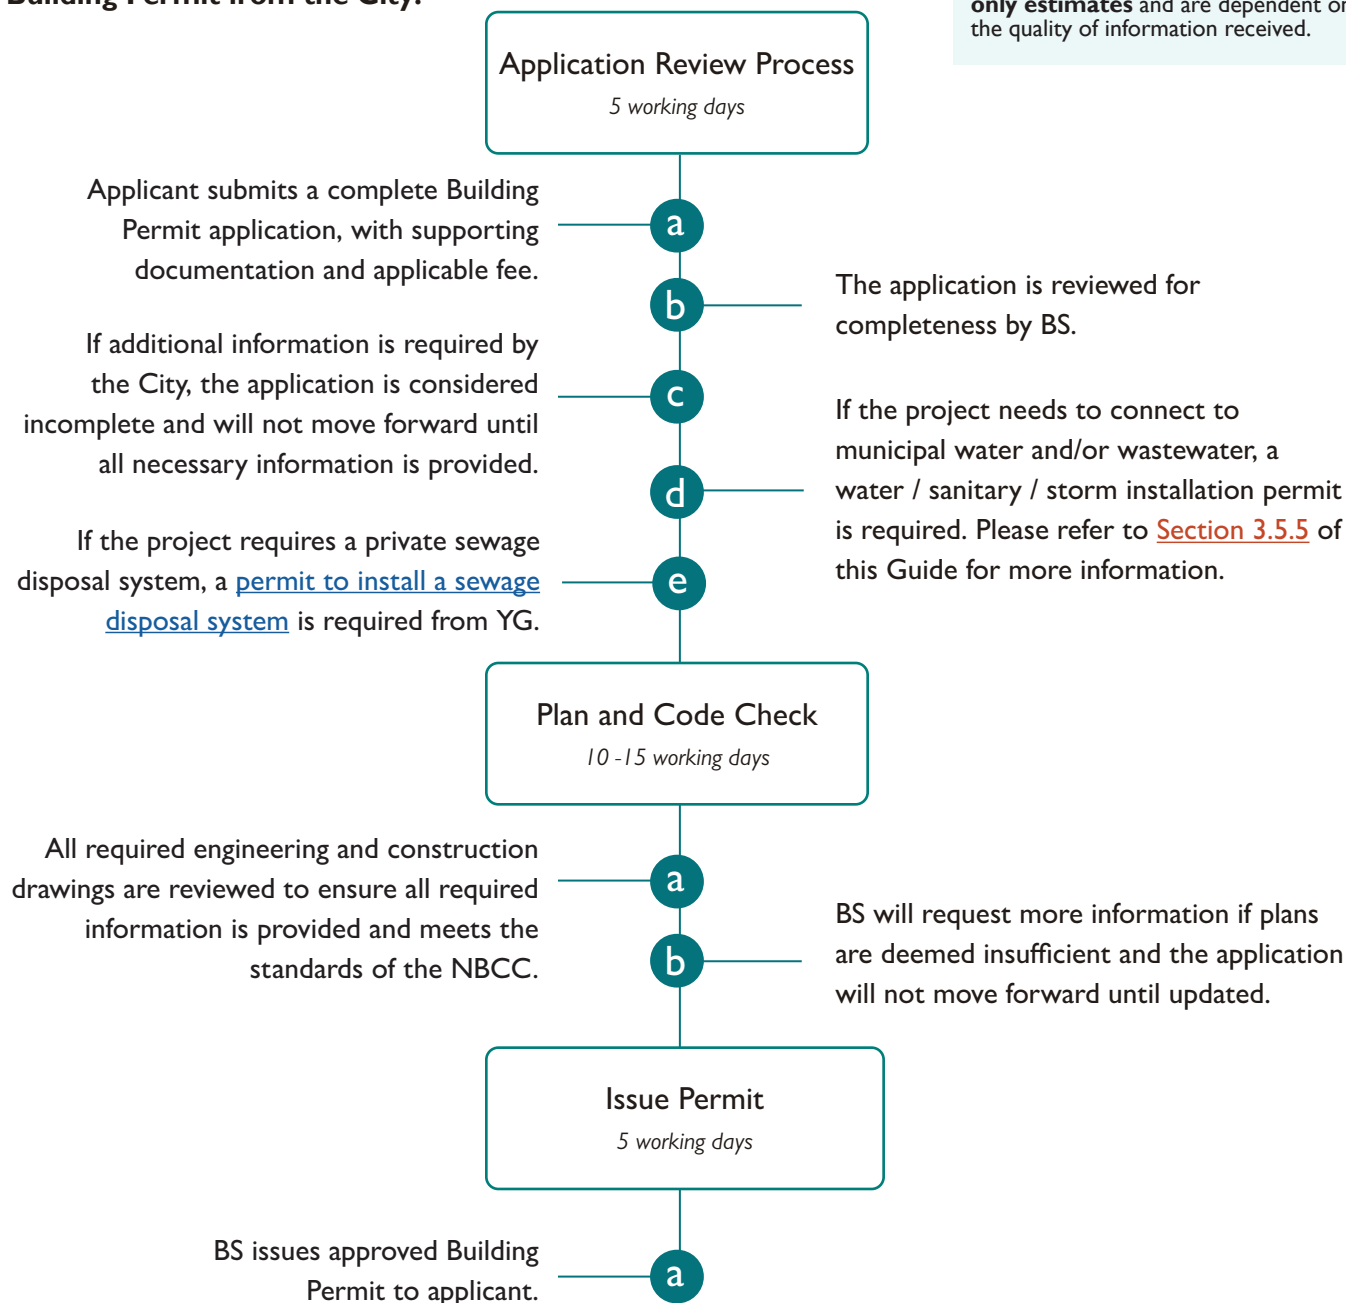 Building Permit from the City.
only estimates and are dependent on
the quality of information received.
Application Review Process
5 working days
Applicant submits a complete Building
Permit application, with supporting
documentation and applicable fee.
a
b
The application is reviewed for
completeness by BS.
If additional information is required by
the City, the application is considered
incomplete and will not move forward until
all necessary information is provided.
c
d
If the project needs to connect to
municipal water and/or wastewater, a
water / sanitary / storm installation permit
is required. Please refer to Section 3.5.5 of
this Guide for more information.
If the project requires a private sewage
disposal system, a permit to install a sewage
disposal system is required from YG.
e
Plan and Code Check
10 -15 working days
All required engineering and construction
drawings are reviewed to ensure all required
information is provided and meets the
standards of the NBCC.
a
b
BS will request more information if plans
are deemed insufficient and the application
will not move forward until updated.
Issue Permit
5 working days
BS issues approved Building
Permit to applicant.
a